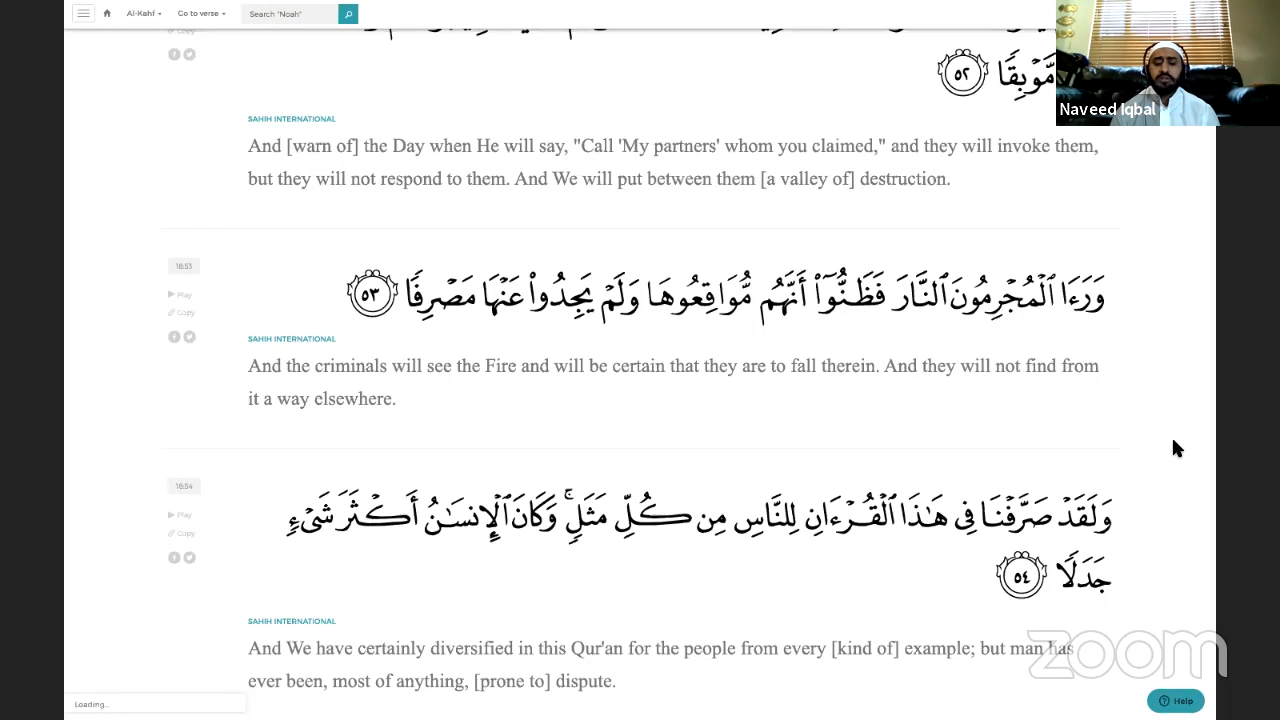 Al-Kahf
Go to verse
Search "Noah"
Copy
مَّوْبِقًا ٥٢
Naveed Iqbal
SAHIH INTERNATIONAL
And [warn of] the Day when He will say, "Call 'My partners' whom you claimed," and they will invoke them,
but they will not respond to them. And We will put between them [a valley of] destruction.
18:53
Play
Copy
وَرَءَا ٱلْمُجْرِمُونَ ٱلنَّارَ فَظَنُّوٓا۟ أَنَّهُم مُّوَاقِعُوهَا وَلَمْ يَجِدُوا۟ عَنْهَا مَصْرِفًا ٥٣
SAHIH INTERNATIONAL
And the criminals will see the Fire and will be certain that they are to fall therein. And they will not find from
it a way elsewhere.
18:54
Play
Copy
وَلَقَدْ صَرَّفْنَا فِى هَـٰذَا ٱلْقُرْءَانِ لِلنَّاسِ مِن كُلِّ مَثَلٍۢ ۚ وَكَانَ ٱلْإِنسَـٰنُ أَكْثَرَ شَىْءٍۢ
جَدَلًا ٥٤
SAHIH INTERNATIONAL
And We have certainly diversified in this Qur'an for the people from every [kind of] example; but man has
ever been, most of anything, [prone to] dispute.
zoom
Loading...
Help